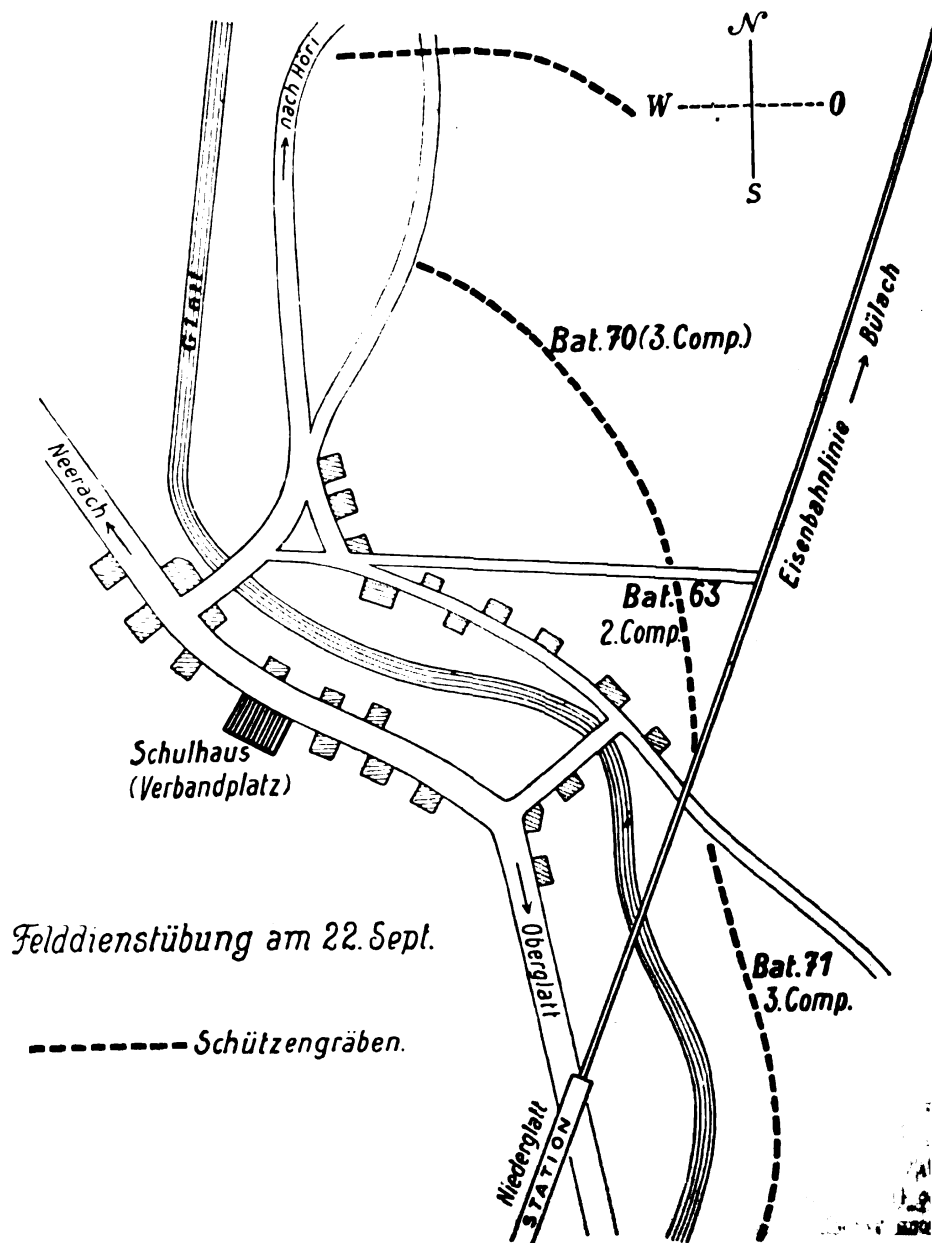 N
W O
S
nach Höri
Glatt
Bülach
Eisenbahnlinie
Bat. 70 (3. Comp.)
Neerach
Bat. 63
2. Comp.
Schulhaus
(Verbandplatz)
Felddienstübung am 22. Sept.
Oberglatt
Bat. 71
3. Comp.
Schützengräben.
Niederglatt
STATION